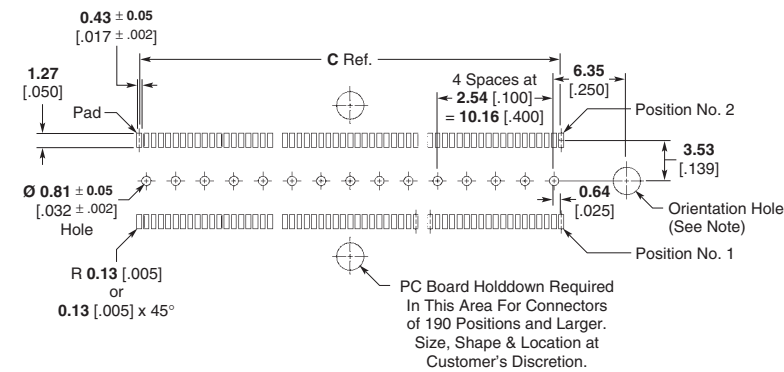 0.43 ± 0.05
[.017 ± .002]
C Ref.
1.27
[.050]
Pad
4 Spaces at
2.54 [.100]
= 10.16 [.400]
6.35
[.250]
Position No. 2
3.53
[.139]
Ø 0.81 ± 0.05
[.032 ± .002]
Hole
0.64
[.025]
Orientation Hole
(See Note)
Position No. 1
R 0.13 [.005]
or
0.13 [.005] x 45°
PC Board Holddown Required
In This Area For Connectors
of 190 Positions and Larger.
Size, Shape & Location at
Customer's Discretion.